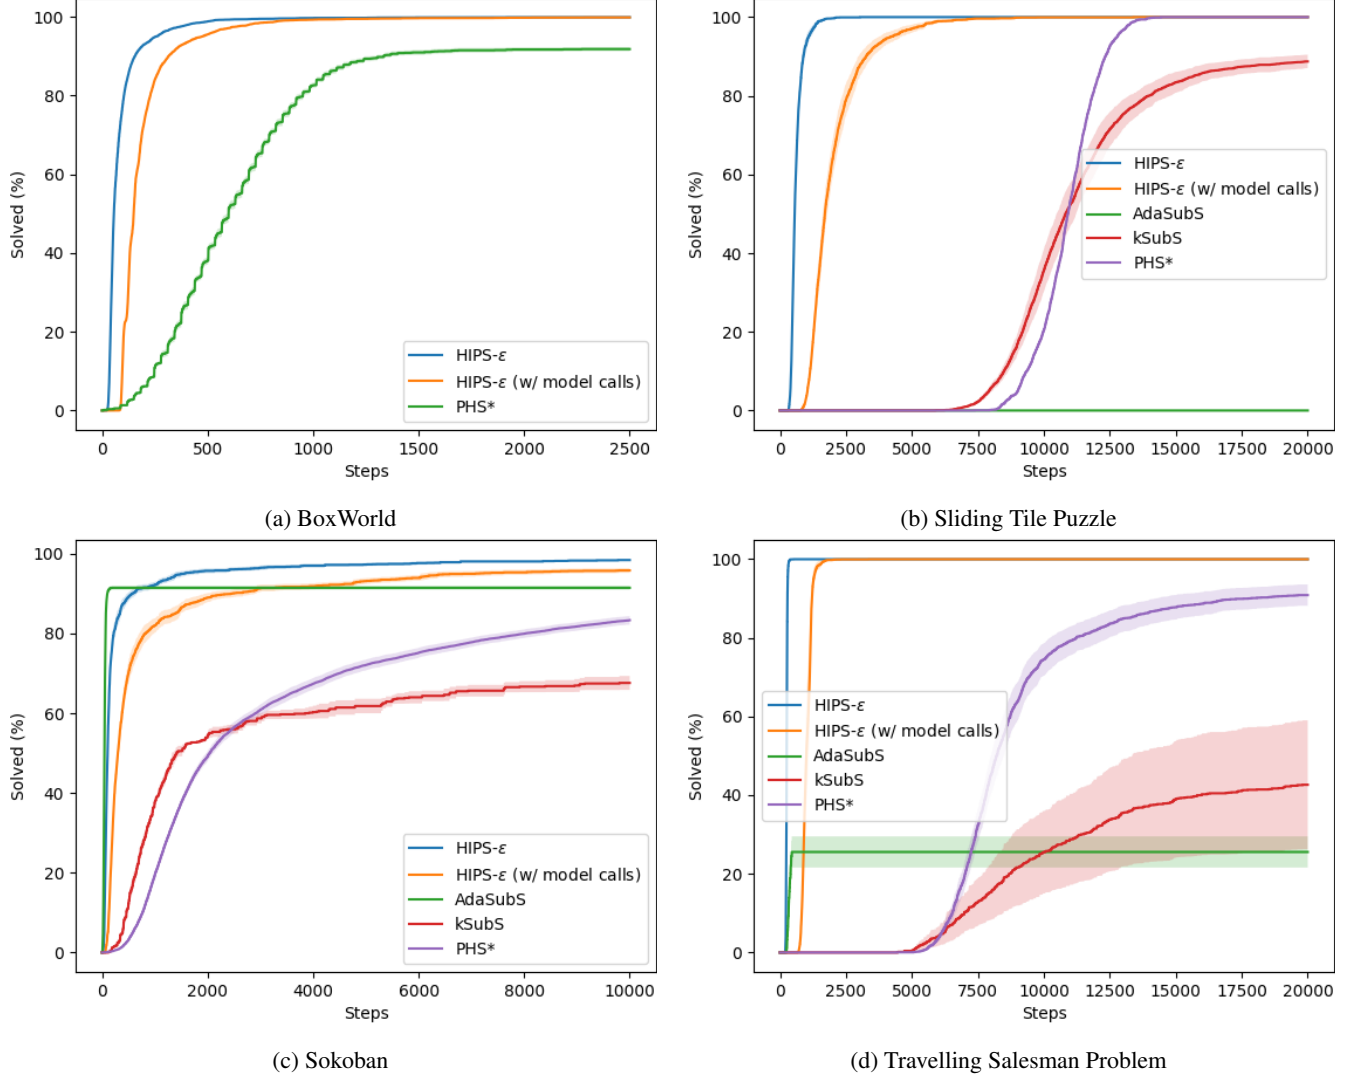 100
80
60
40
20
0
Solved (%)
HIPS-ε
HIPS-ε (w/ model calls)
PHS*
0 500 1000 1500 2000 2500
Steps
(a) BoxWorld
100
80
60
40
20
0
Solved (%)
HIPS-ε
HIPS-ε (w/ model calls)
AdaSubS
kSubS
PHS*
0 2500 5000 7500 10000 12500 15000 17500 20000
Steps
(b) Sliding Tile Puzzle
100
80
60
40
20
0
Solved (%)
HIPS-ε
HIPS-ε (w/ model calls)
AdaSubS
kSubS
PHS*
0 2000 4000 6000 8000 10000
Steps
(c) Sokoban
100
80
60
40
20
0
Solved (%)
HIPS-ε
HIPS-ε (w/ model calls)
AdaSubS
kSubS
PHS*
0 2500 5000 7500 10000 12500 15000 17500 20000
Steps
(d) Travelling Salesman Problem